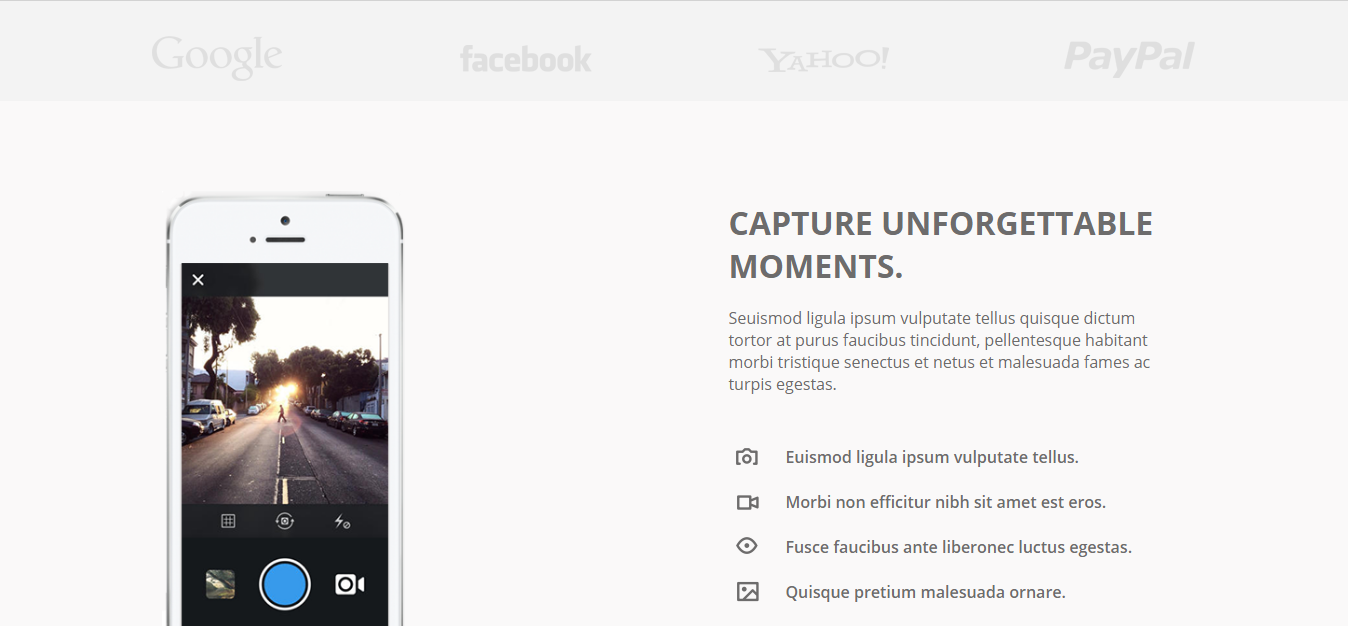 Google
facebook
YAHOO!
PayPal
CAPTURE UNFORGETTABLE
MOMENTS.
Seuismod ligula ipsum vulputate tellus quisque dictum
tortor at purus faucibus tincidunt, pellentesque habitant
morbi tristique senectus et netus et malesuada fames ac
turpis egestas.
Euismod ligula ipsum vulputate tellus.
Morbi non efficitur nibh sit amet est eros.
Fusce faucibus ante liberonec luctus egestas.
Quisque pretium malesuada ornare.